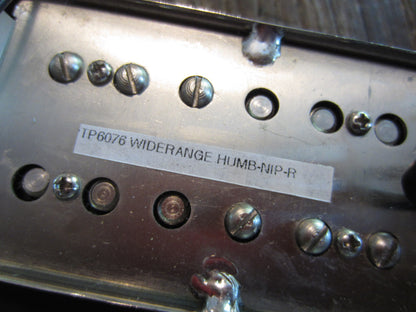 TP6076 WIDERANGE HUMB-NIP-R